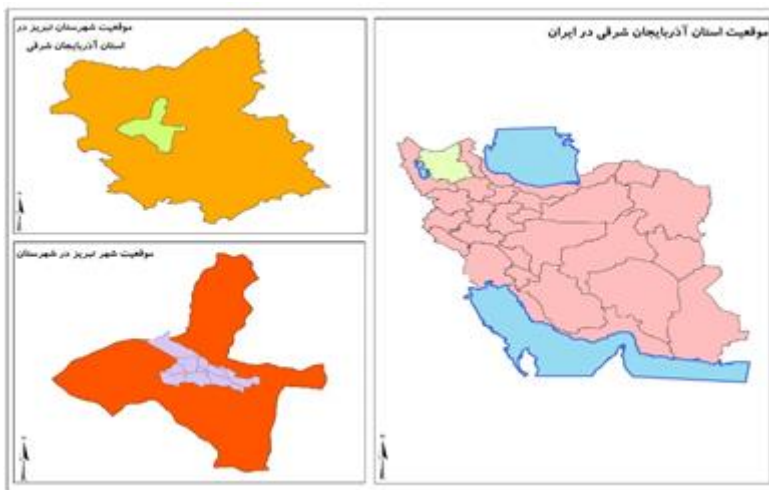 موقعیت استان آذربایجان شرقی در ایران
موقعیت شهرستان تبریز در
استان آذربایجان شرقی
موقعیت شهر تبریز در شهرستان